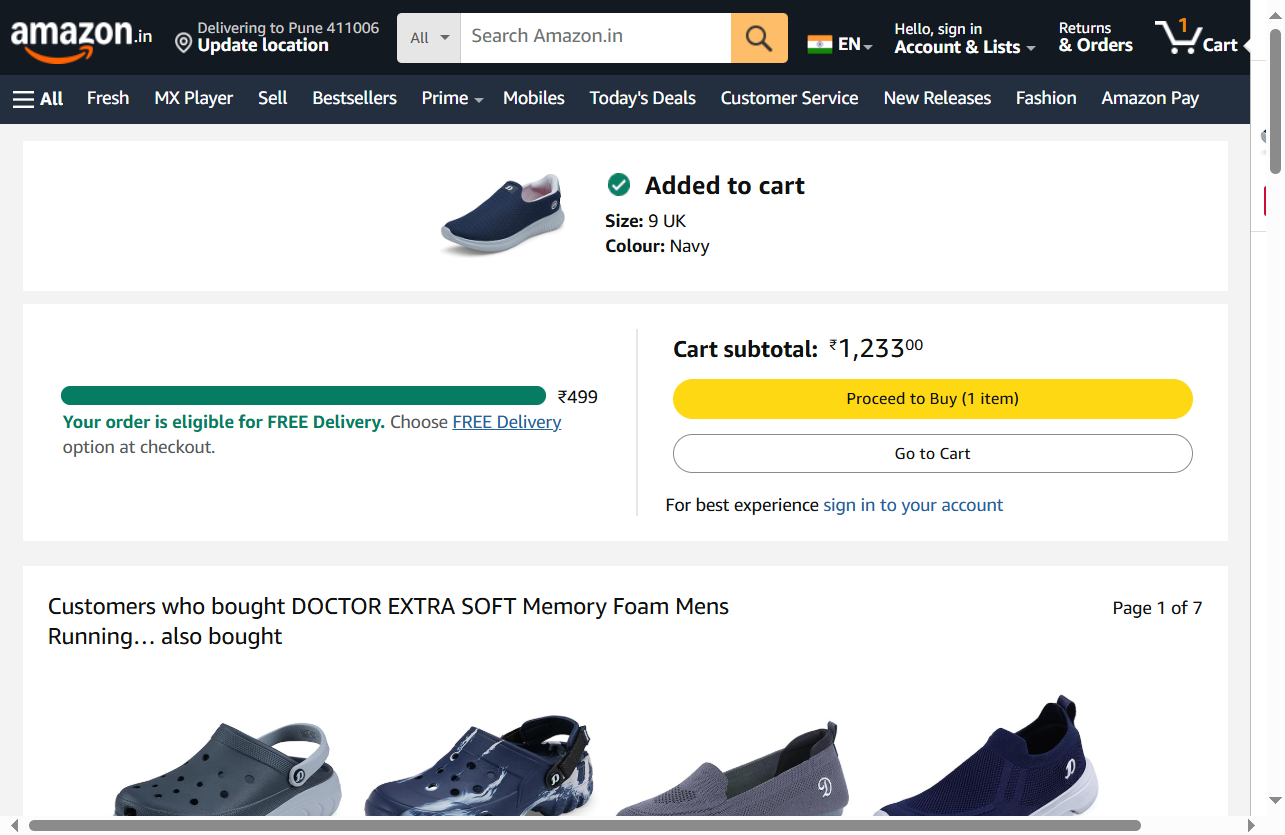 amazon.in
Delivering to Pune 411006
Update location
All
Search Amazon.in
EN
Hello, sign in
Account & Lists
Returns
& Orders
1
Cart
All
Fresh
MX Player
Sell
Bestsellers
Prime
Mobiles
Today's Deals
Customer Service
New Releases
Fashion
Amazon Pay
Added to cart
Size: 9 UK
Colour: Navy
₹499
Your order is eligible for FREE Delivery. Choose FREE Delivery
option at checkout.
Cart subtotal: ₹1,23300
Proceed to Buy (1 item)
Go to Cart
For best experience sign in to your account
Customers who bought DOCTOR EXTRA SOFT Memory Foam Mens
Running… also bought
Page 1 of 7